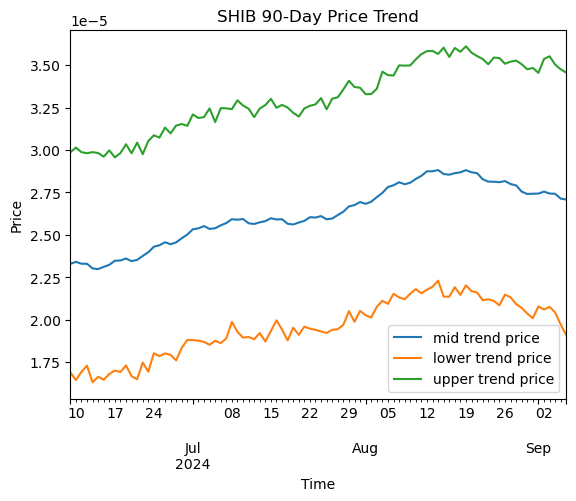 SHIB 90-Day Price Trend
1e−5
3.50
3.25
3.00
2.75
2.50
2.25
2.00
1.75
Price
mid trend price
lower trend price
upper trend price
10 17 24 08 15 22 29 05 12 19 26 02
Jul Aug Sep
2024
Time